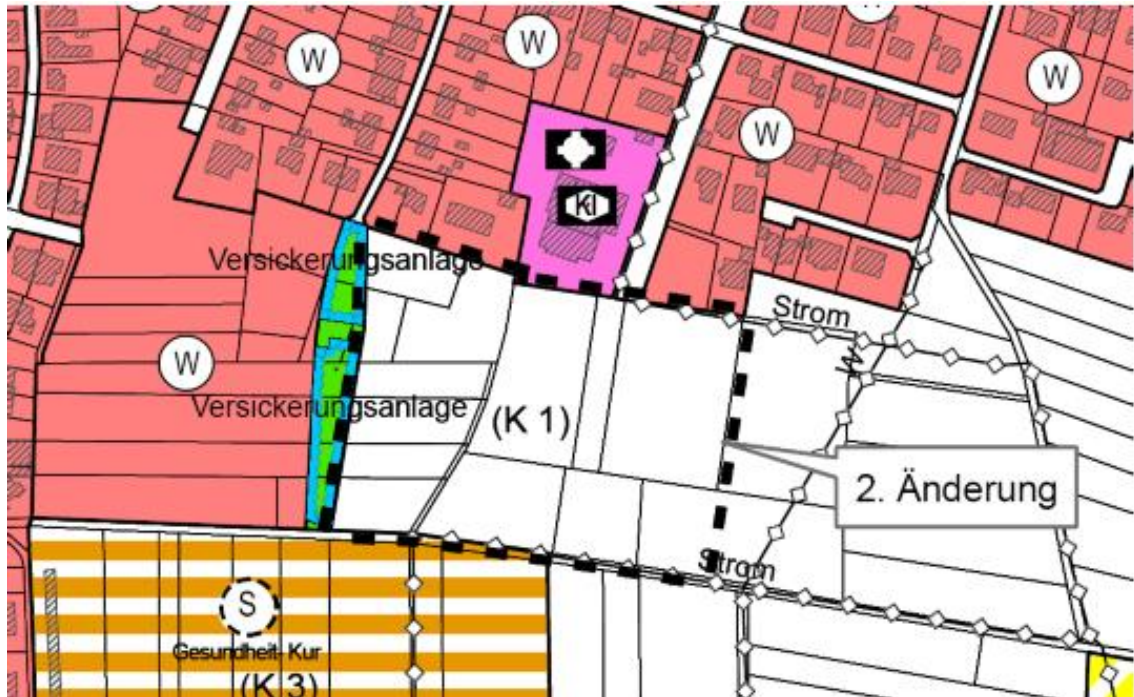 W
W
W
W
W
KI
Versickerungsanlage
Strom
W
W
Versickerungsanlage
(K 1)
2. Änderung
Strom
S
Gesundheit Kur
(K 3)